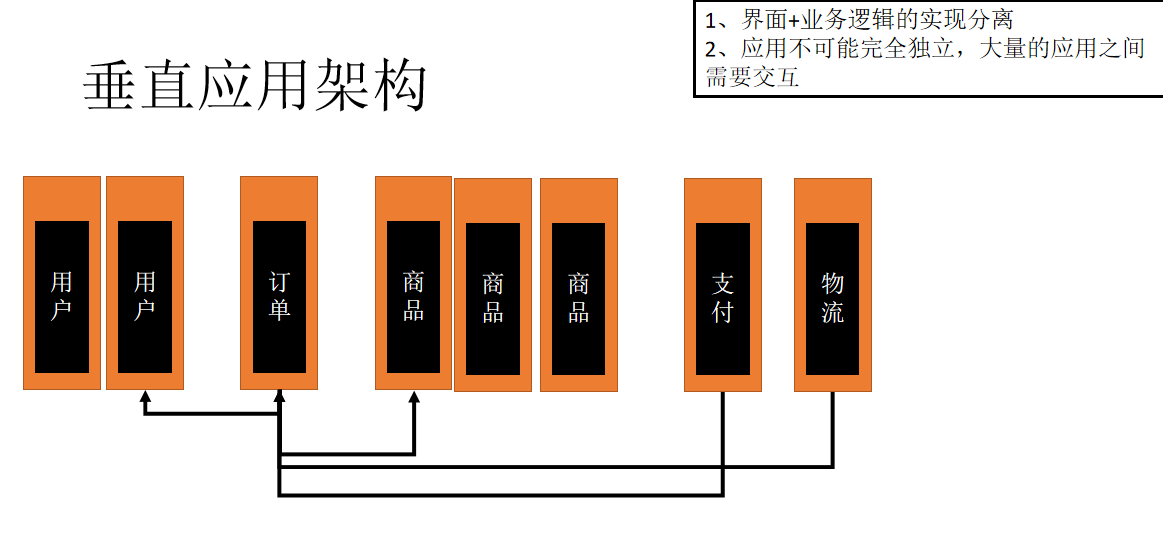 1、界面+业务逻辑的实现分离
2、应用不可能完全独立，大量的应用之间
需要交互
垂直应用架构
用户
用户
订单
商品
商品
商品
支付
物流